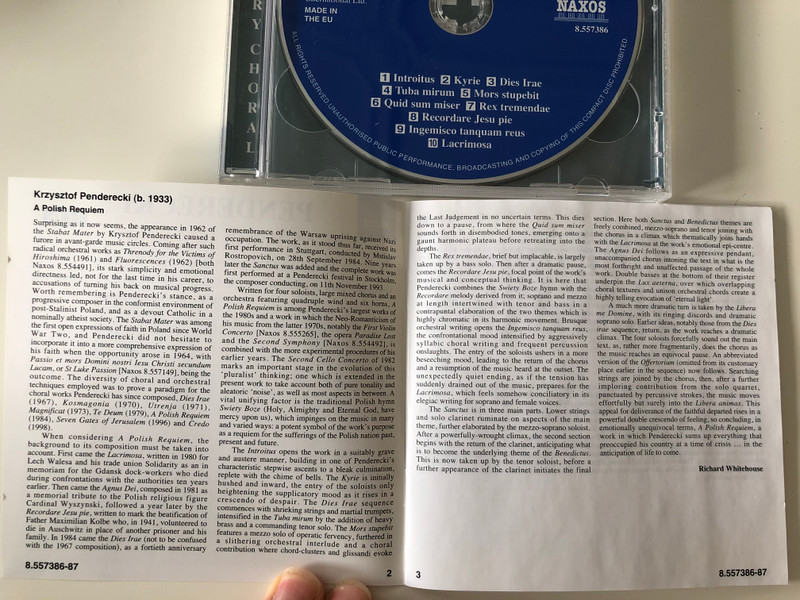 RY CHORAL
International Ltd.
MADE IN
THE EU
NAXOS
8.557386
ALL RIGHTS RESERVED. UNAUTHORISED PUBLIC PERFORMANCE, BROADCASTING AND COPYING OF THIS COMPACT DISC PROHIBITED.
1 Introitus 2 Kyrie 3 Dies Irae
4 Tuba mirum 5 Mors stupebit
6 Quid sum miser 7 Rex tremendae
8 Recordare Jesu pie
9 Ingemisco tanquam reus
10 Lacrimosa
Krzysztof Penderecki (b. 1933)
A Polish Requiem
Surprising as it now seems, the appearance in 1962 of
the Stabat Mater by Krysztof Penderecki caused a
furore in avant-garde music circles. Coming after such
radical orchestral works as Threnody for the Victims of
Hiroshima (1961) and Fluorescences (1962) [both
Naxos 8.554491], its stark simplicity and emotional
directness led, not for the last time in his career, to
accusations of turning his back on musical progress.
Worth remembering is Penderecki's stance, as a
progressive composer in the conformist environment of
post-Stalinist Poland, and as a devout Catholic in a
nominally atheist society. The Stabat Mater was among
the first open expressions of faith in Poland since World
War Two, and Penderecki did not hesitate to
incorporate it into a more comprehensive expression of
his faith when the opportunity arose in 1964, with
Passio et mors Domini nostri Jesu Christi secundum
Lucam, or St Luke Passion [Naxos 8.557149], being the
outcome. The diversity of choral and orchestral
techniques employed was to prove a paradigm for the
choral works Penderecki has since composed, Dies Irae
(1967), Kosmagonia (1970), Utrenja (1971),
Magnificat (1973), Te Deum (1979), A Polish Requiem
(1984), Seven Gates of Jerusalem (1996) and Credo
(1998).
When considering A Polish Requiem, the
background to its composition must be taken into
account. First came the Lacrimosa, written in 1980 for
Lech Walesa and his trade union Solidarity as an in
memoriam for the Gdansk dock-workers who died
during confrontations with the authorities ten years
earlier. Then came the Agnus Dei, composed in 1981 as
a memorial tribute to the Polish religious figure
Cardinal Wyszynski, followed a year later by the
Recordare Jesu pie, written to mark the beatification of
Father Maximilian Kolbe who, in 1941, volunteered to
die in Auschwitz in place of another prisoner and his
family. In 1984 came the Dies Irae (not to be confused
with the 1967 composition), as a fortieth anniversary
remembrance of the Warsaw uprising against Nazi
occupation. The work, as it stood thus far, received its
first performance in Stuttgart, conducted by Mstislav
Rostropovich, on 28th September 1984. Nine years
later the Sanctus was added and the complete work was
first performed at a Penderecki festival in Stockholm,
the composer conducting, on 11th November 1993.
Written for four soloists, large mixed chorus and an
orchestra featuring quadruple wind and six horns, A
Polish Requiem is among Penderecki's largest works of
the 1980s and a work in which the Neo-Romanticism of
his music from the latter 1970s, notably the First Violin
Concerto [Naxos 8.555265], the opera Paradise Lost
and the Second Symphony [Naxos 8.554492], is
combined with the more experimental procedures of his
earlier years. The Second Cello Concerto of 1982
marks an important stage in the evolution of this
'pluralist' thinking; one which is extended in the
present work to take account both of pure tonality and
aleatoric 'noise', as well as most aspects in between. A
vital unifying factor is the traditional Polish hymn
Swięty Boże (Holy, Almighty and Eternal God, have
mercy upon us), which impinges on the music in many
and varied ways: a potent symbol of the work's purpose
as a requiem for the sufferings of the Polish nation past,
present and future.
The Introitus opens the work in a suitably grave
and austere manner, building in one of Penderecki's
characteristic stepwise ascents to a bleak culmination,
replete with the chime of bells. The Kyrie is initially
hushed and inward, the entry of the soloists only
heightening the supplicatory mood as it rises in a
crescendo of despair. The Dies Irae sequence
commences with shrieking strings and martial trumpets,
intensified in the Tuba mirum by the addition of heavy
brass and a commanding tenor solo. The Mors stupebit
features a mezzo solo of operatic fervency, furthered in
a slithering orchestral interlude and a choral
contribution where chord-clusters and glissandi evoke
8.557386-87
2
the Last Judgement in no uncertain terms. This dies
down to a pause, from where the Quid sum miser
sounds forth in disembodied tones, emerging onto a
gaunt harmonic plateau before retreating into the
depths.
The Rex tremendae, brief but implacable, is largely
taken up by a bass solo. Then after a dramatic pause,
comes the Recordare Jesu pie, focal point of the work's
musical and conceptual thinking. It is here that
Penderecki combines the Swiety Boze hymn with the
Recordare melody derived from it; soprano and mezzo
at length intertwined with tenor and bass in a
contrapunal elaboration of the two themes which is
highly chromatic in its harmonic movement. Brusque
orchestral writing opens the Ingemisco tanquam reus,
the confrontational mood intensified by aggressively
syllabic choral writing and frequent percussion
onslaughts. The entry of the soloists ushers in a more
beseeching mood, leading to the return of the chorus
and a resumption of the music heard at the outset. The
unexpectedly quiet ending, as if the tension has
suddenly drained out of the music, prepares for the
Lacrimosa, which feels somehow conciliatory in its
elegiac writing for soprano and female voices.
The Sanctus is in three main parts. Lower strings
and solo clarinet ruminate on aspects of the main
theme, further elaborated by the mezzo-soprano soloist.
After a powerfully-wrought climax, the second section
begins with the return of the clarinet, anticipating what
is to become the underlying theme of the Benedictus.
This is now taken up by the tenor soloist, before a
further appearance of the clarinet initiates the final
section. Here both Sanctus and Benedictus themes are
freely combined, mezzo-soprano and tenor joining with
the chorus in a climax which thematically joins hands
with the Lacrimosa at the work's emotional epi-centre.
The Agnus Dei follows as an expressive pendant,
unaccompanied chorus intoning the text in what is the
most forthright and unaffected passage of the whole
work. Double basses at the bottom of their register
underpin the Lux aeterna, over which overlapping
choral textures and unison orchestral chords create a
highly telling evocation of 'eternal light'.
A much more dramatic turn is taken by the Libera
me Domine, with its ringing discords and dramatic
soprano solo. Earlier ideas, notably those from the Dies
irae sequence, return, as the work reaches a dramatic
climax. The four soloists forcefully sound out the main
text, as, rather more fragmentally, does the chorus as
the music reaches an equivocal pause. An abbreviated
version of the Offertorium (omitted from its customary
place earlier in the sequence) now follows. Searching
strings are joined by the chorus, then, after a further
imploring contribution from the solo quartet,
punctuated by percussive strokes, the music moves
effortfully but surely into the Libera animas. This
appeal for deliverance of the faithful departed rises in a
powerful double crescendo of feeling, so concluding, in
emotionally unequivocal terms, A Polish Requiem, a
work in which Penderecki sums up everything that
preoccupied his country at a time of crisis … in the
anticipation of life to come.
Richard Whitehouse
3
8.557386-87